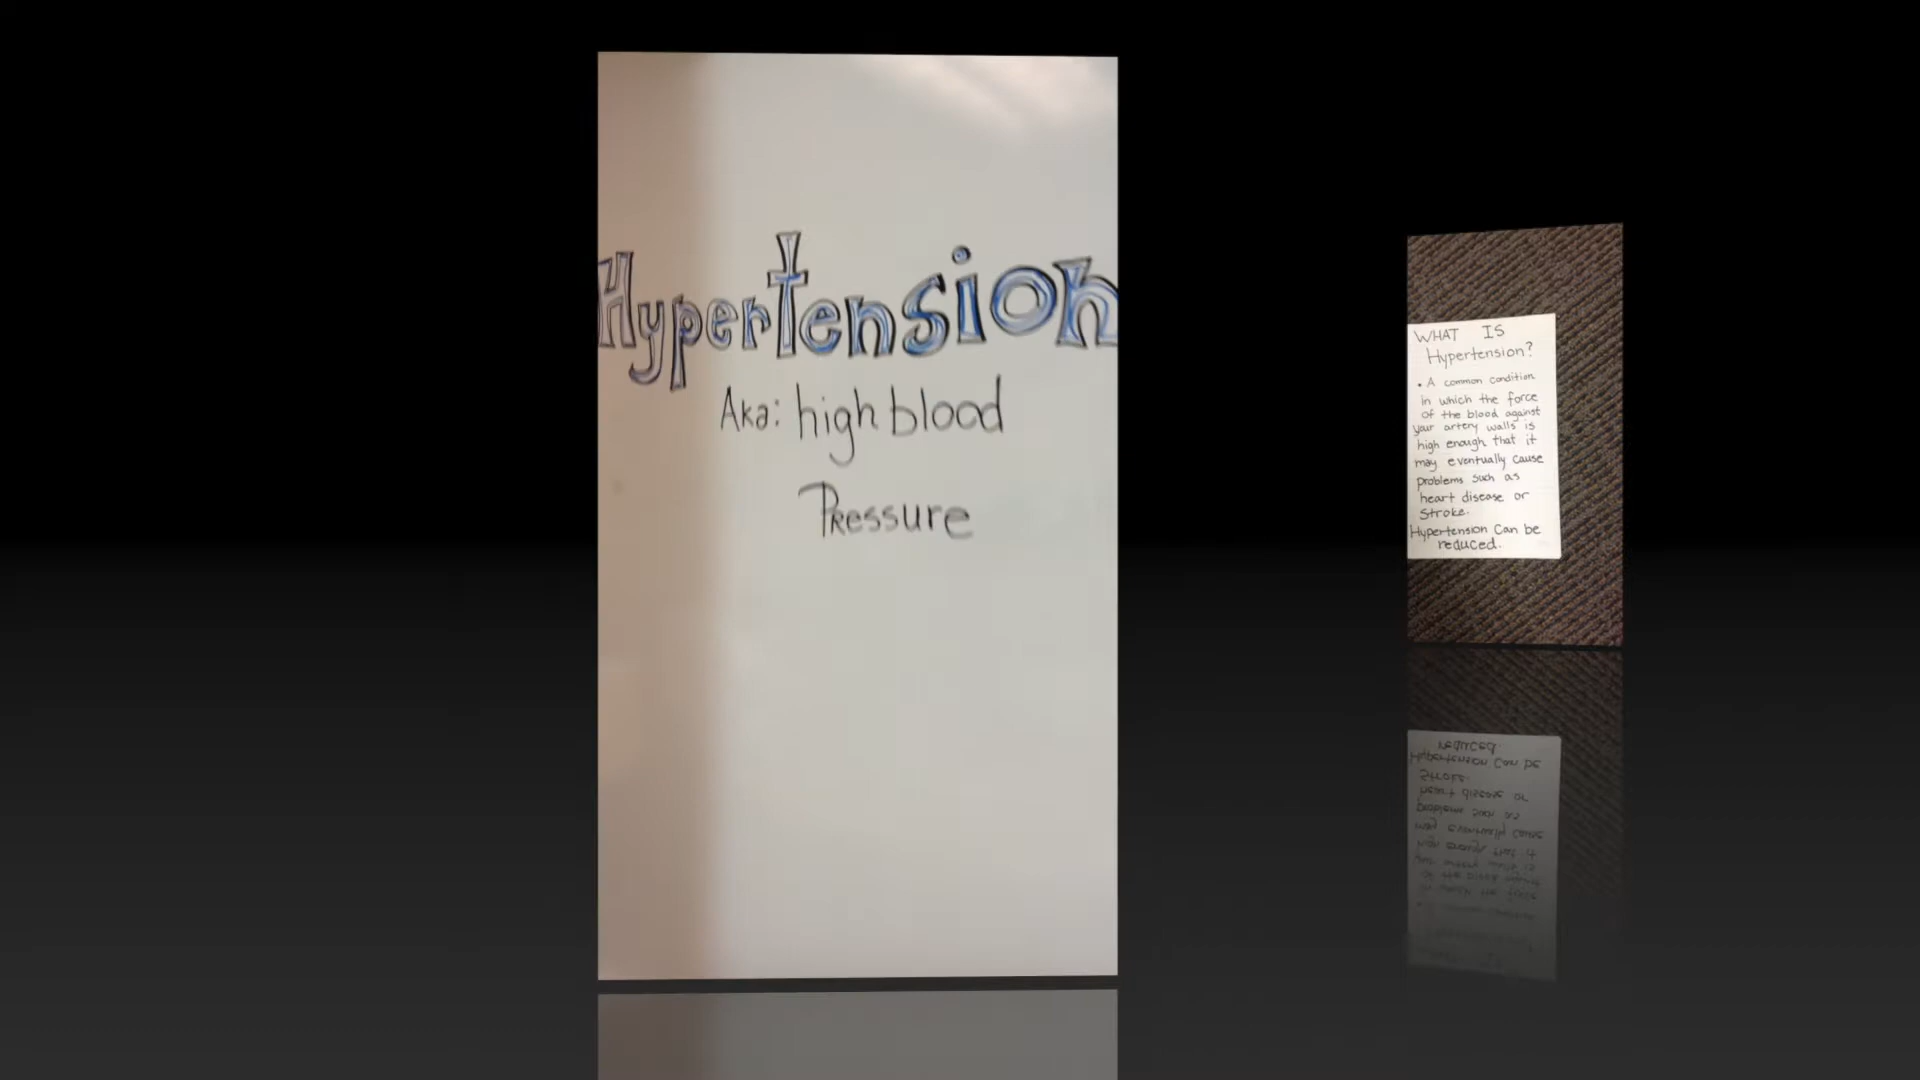 Hypertension
Aka: high blood
Pressure
WHAT IS
Hypertension?
• A common condition
in which the force
of the blood against
your artery walls is
high enough that it
may eventually cause
problems such as
heart disease or
Stroke.
Hypertension Can be
reduced.